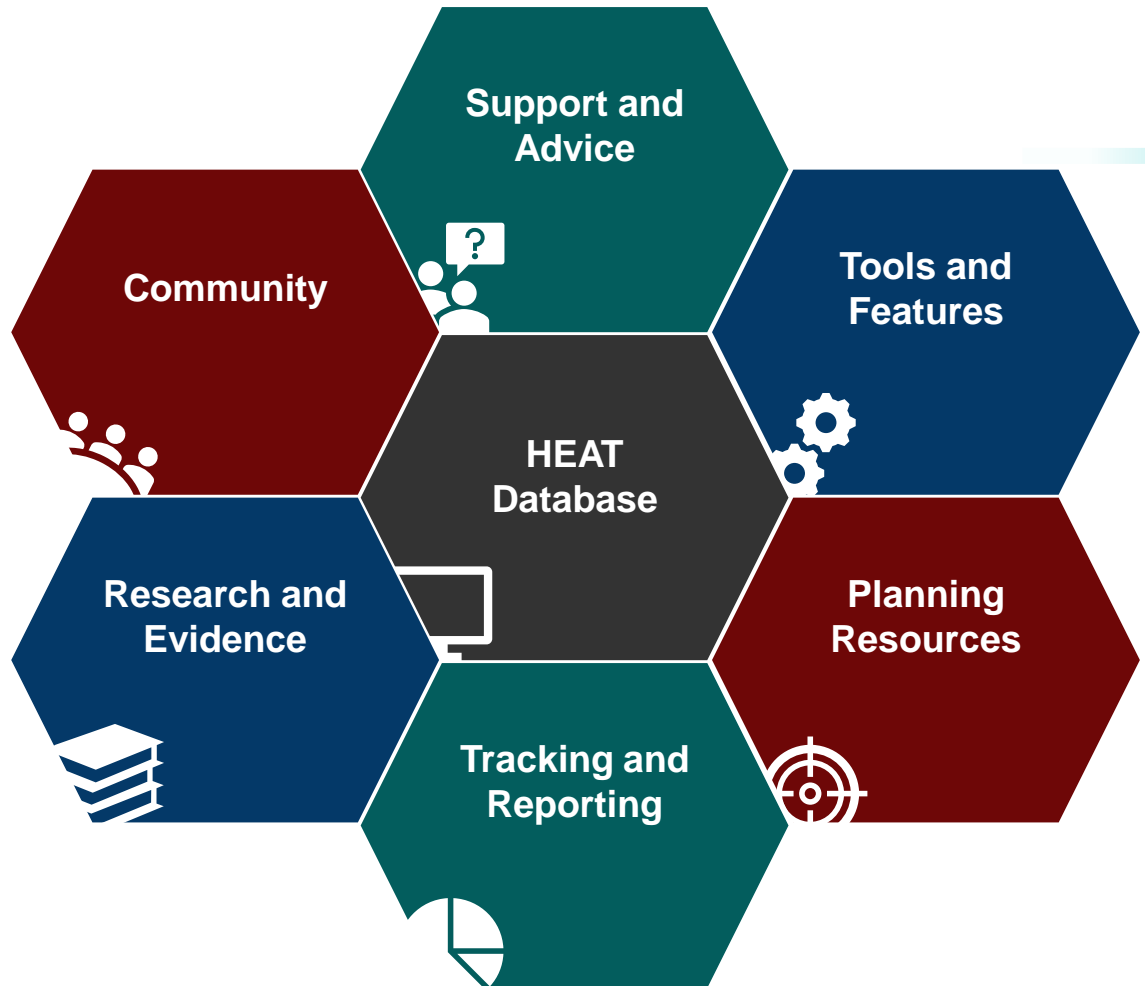 Support and
Advice
Community
Tools and
Features
?
HEAT
Database
Research and
Evidence
Planning
Resources
Tracking and
Reporting